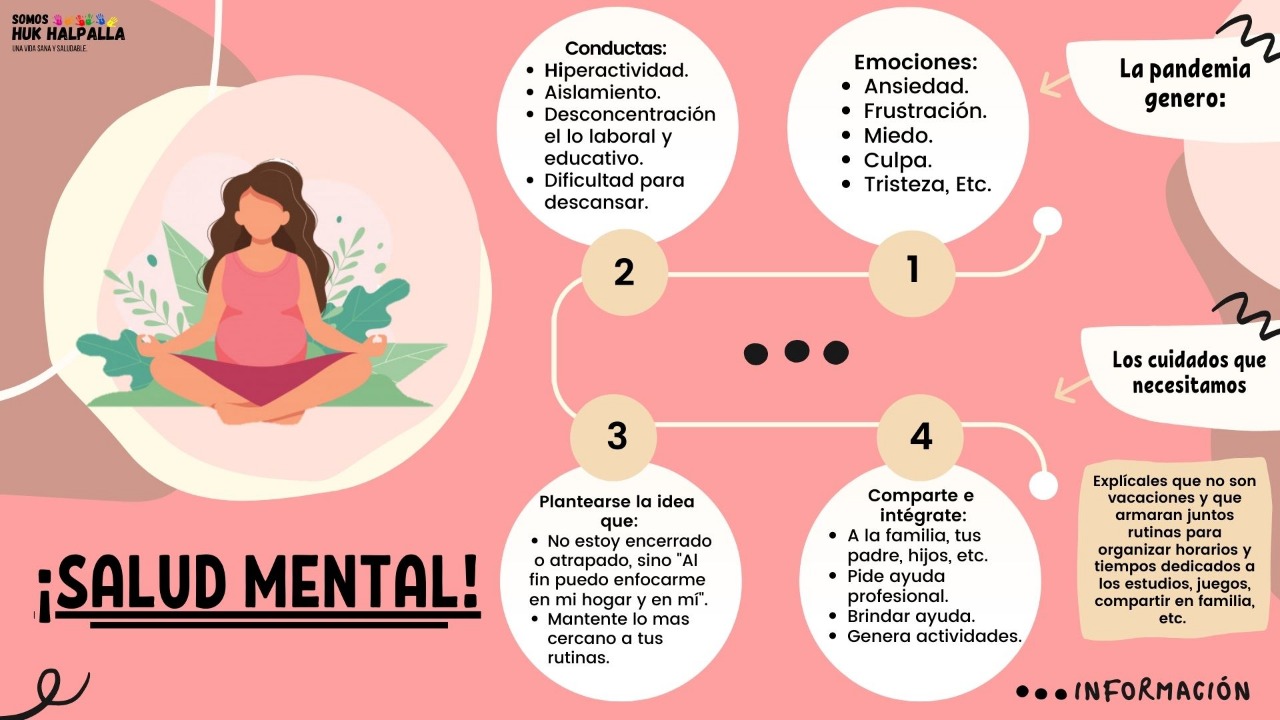 SOMOS
HUK HALPALLA
UNA VIDA SANA Y SALUDABLE.
¡SALUD MENTAL!
La pandemia
genero:
Emociones:
• Ansiedad.
• Frustración.
• Miedo.
• Culpa.
• Tristeza, Etc.
1
Conductas:
• Hiperactividad.
• Aislamiento.
• Desconcentración
el lo laboral y
educativo.
• Dificultad para
descansar.
2
Los cuidados que
necesitamos
3
Plantearse la idea
que:
• No estoy encerrado
o atrapado, sino "Al
fin puedo enfocarme
en mi hogar y en mí".
• Mantente lo mas
cercano a tus
rutinas.
4
Comparte e
intégrate:
• A la familia, tus
padre, hijos, etc.
• Pide ayuda
profesional.
• Brindar ayuda.
• Genera actividades.
Explícales que no son
vacaciones y que
armaran juntos
rutinas para
organizar horarios y
tiempos dedicados a
los estudios, juegos,
compartir en familia,
etc.
INFORMACIÓN